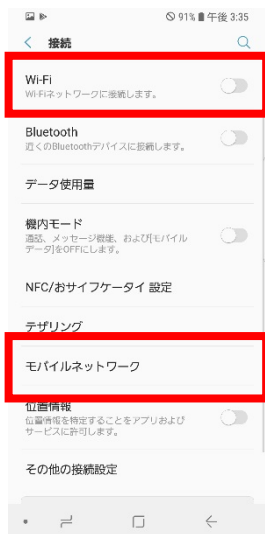 91% 午後 3:35
接続
Wi-Fi
Wi-Fiネットワークに接続します。
Bluetooth
近くのBluetoothデバイスに接続します。
データ使用量
機内モード
通話、メッセージ機能、および[モバイル
データ]をOFFにします。
NFC/おサイフケータイ 設定
テザリング
モバイルネットワーク
位置情報
位置情報を特定することをアプリおよび
サービスに許可します。
その他の接続設定